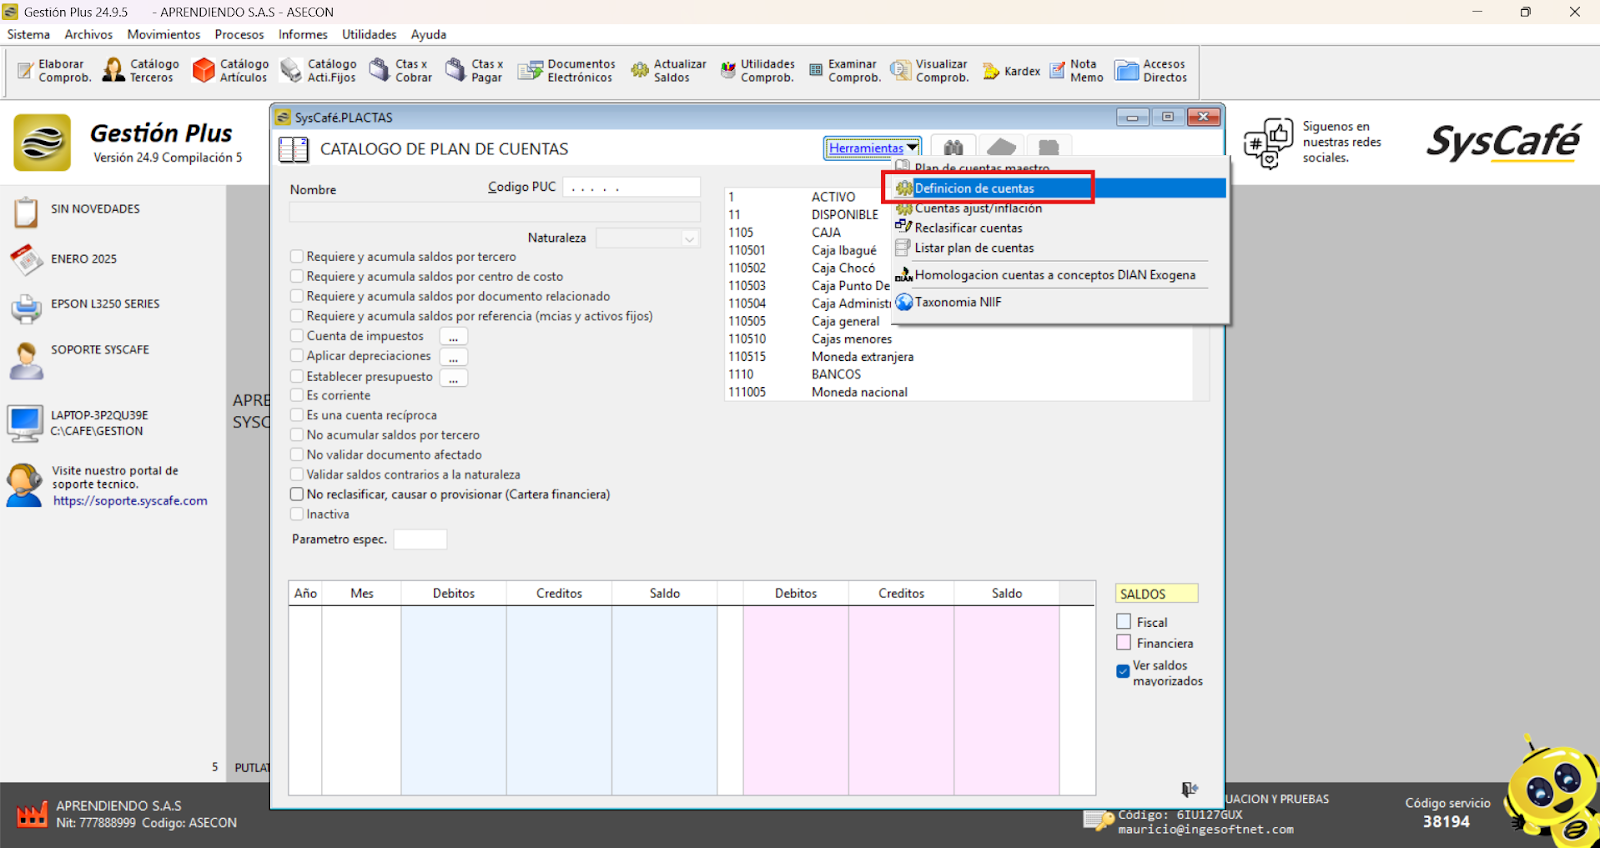 Gestión Plus 24.9.5 - APRENDIENDO S.A.S - ASECON
Sistema Archivos Movimientos Procesos Informes Utilidades Ayuda
Elaborar Comprob.
Catálogo Terceros
Catálogo Artículos
Catálogo Acti.Fijos
Ctas x Cobrar
Ctas x Pagar
Documentos Electrónicos
Actualizar Saldos
Utilidades Comprob.
Examinar Comprob.
Visualizar Comprob.
Kardex
Nota Memo
Accesos Directos
Gestión Plus
Versión 24.9 Compilación 5
Siguenos en
nuestras redes
sociales.
SysCafé
SIN NOVEDADES
ENERO 2025
EPSON L3250 SERIES
SOPORTE SYSCAFE
LAPTOP-3P2QU39E
C:\CAFE\GESTION
Visite nuestro portal de
soporte tecnico.
https://soporte.syscafe.com
5
APRE
SYSC
PUTLAT
SysCafé.PLACTAS
CATALOGO DE PLAN DE CUENTAS
Herramientas
Plan de cuentas maestro
Definicion de cuentas
Cuentas ajust/inflación
Reclasificar cuentas
Listar plan de cuentas
Homologacion cuentas a conceptos DIAN Exogena
Taxonomia NIIF
Nombre
Codigo PUC . . . . .
Naturaleza
Requiere y acumula saldos por tercero
Requiere y acumula saldos por centro de costo
Requiere y acumula saldos por documento relacionado
Requiere y acumula saldos por referencia (mcias y activos fijos)
Cuenta de impuestos ...
Aplicar depreciaciones ...
Establecer presupuesto ...
Es corriente
Es una cuenta recíproca
No acumular saldos por tercero
No validar documento afectado
Validar saldos contrarios a la naturaleza
No reclasificar, causar o provisionar (Cartera financiera)
Inactiva
Parametro espec.
1 ACTIVO
11 DISPONIBLE
1105 CAJA
110501 Caja Ibagué
110502 Caja Chocó
110503 Caja Punto De
110504 Caja Administr
110505 Caja general
110510 Cajas menores
110515 Moneda extranjera
1110 BANCOS
111005 Moneda nacional
Año Mes Debitos Creditos Saldo Debitos Creditos Saldo
SALDOS
Fiscal
Financiera
Ver saldos
mayorizados
APRENDIENDO S.A.S
Nit: 777888999 Codigo: ASECON
UACION Y PRUEBAS
Código: 6IU127GUX
mauricio@ingesoftnet.com
Código servicio
38194